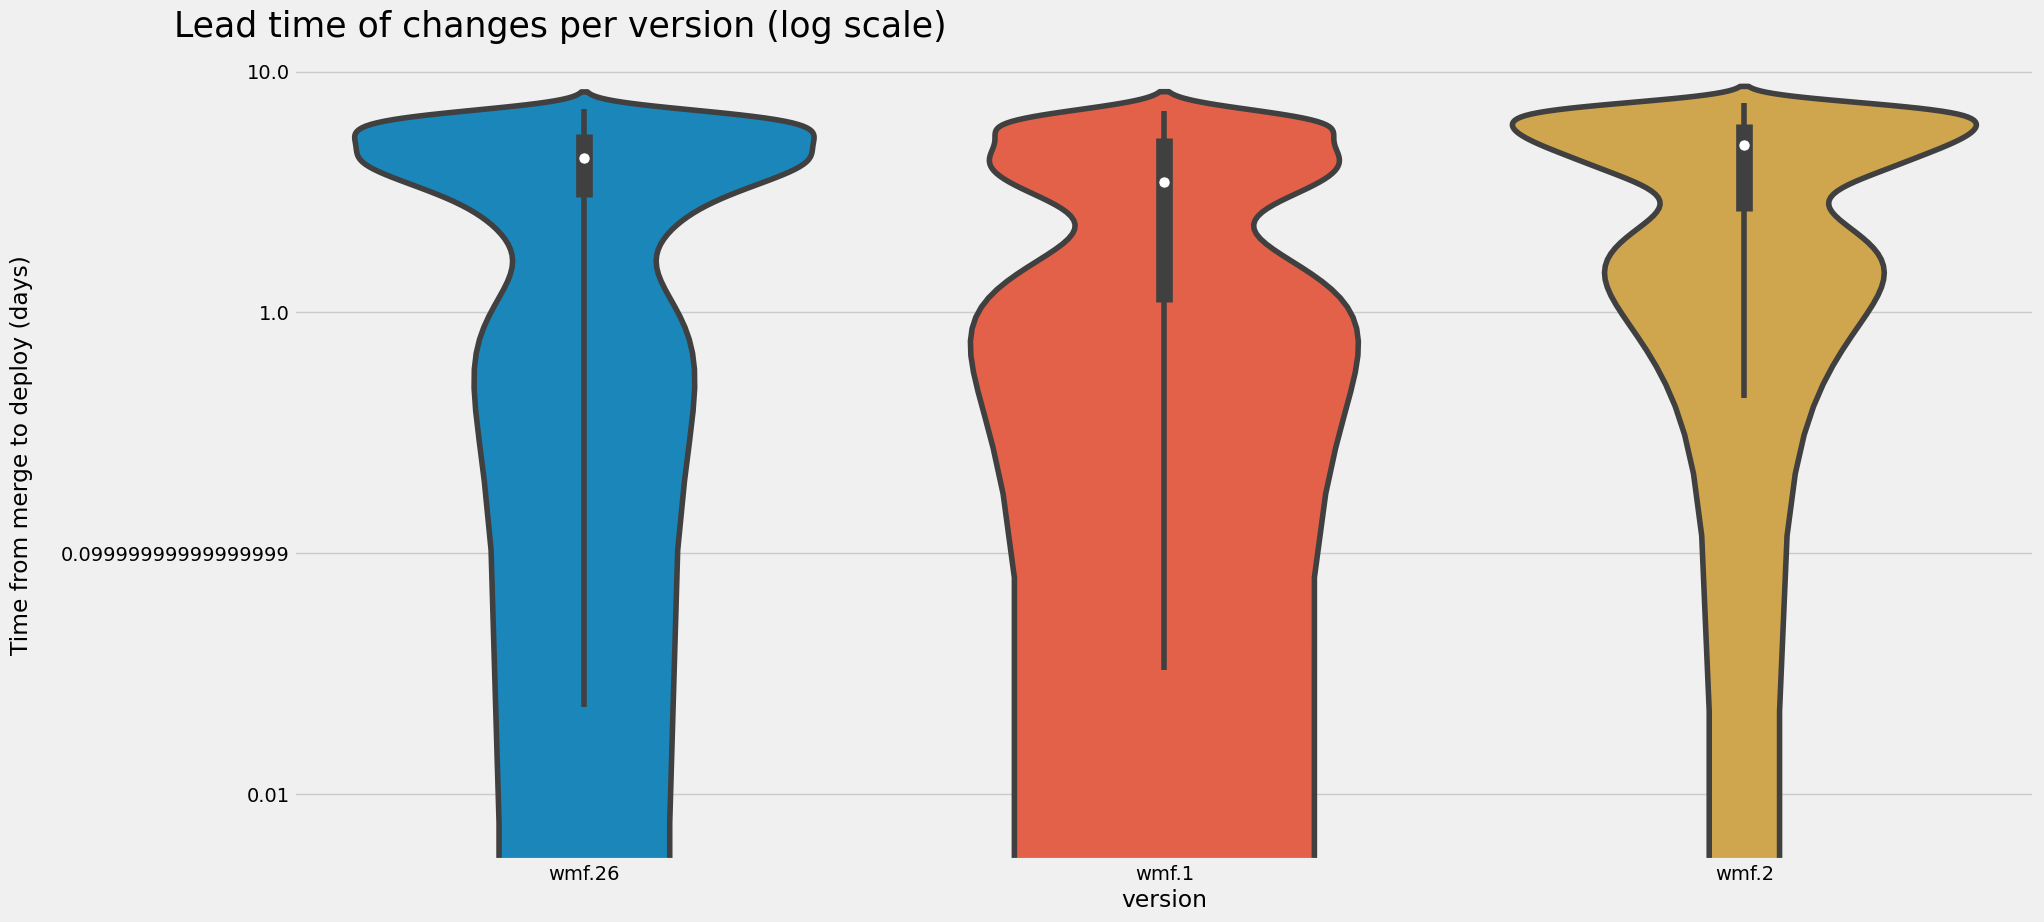 Lead time of changes per version (log scale)
Time from merge to deploy (days)
10.0
1.0
0.09999999999999999
0.01
wmf.26
wmf.1
wmf.2
version